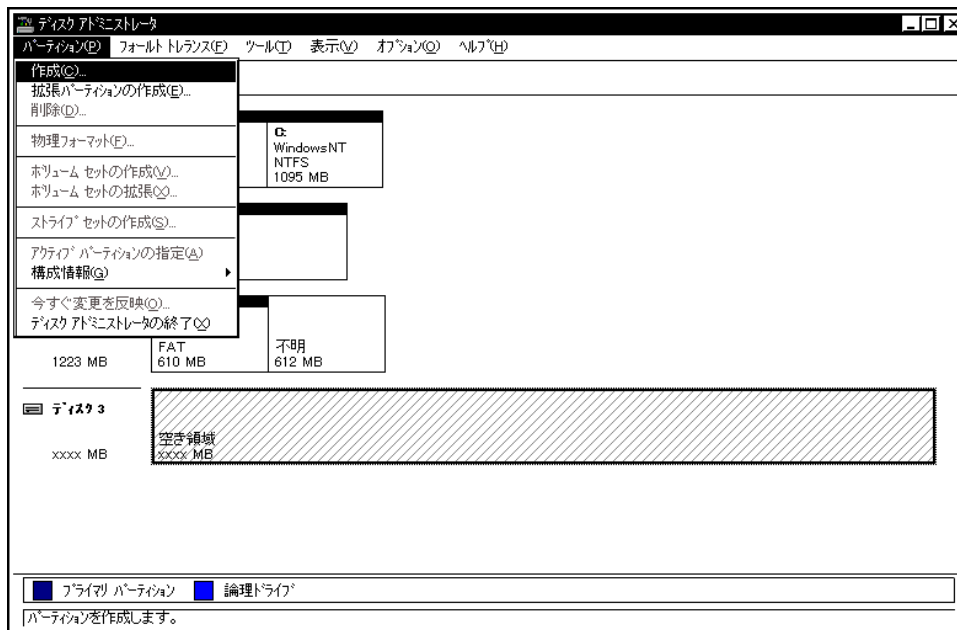 ディスク アドミニストレータ
パーティション(P) フォールト トレランス(F) ツール(T) 表示(V) オプション(O) ヘルプ(H)
作成(C)...
拡張パーティションの作成(E)...
削除(D)...
物理フォーマット(F)...
ボリューム セットの作成(V)...
ボリューム セットの拡張(X)...
ストライプ セットの作成(S)...
アクティブ パーティションの指定(A)
構成情報(G)
今すぐ変更を反映(O)...
ディスク アドミニストレータの終了(X)
C:
WindowsNT
NTFS
1095 MB
1223 MB
FAT
610 MB
不明
612 MB
ディスク 3
xxxx MB
空き領域
xxxx MB
プライマリ パーティション 論理ドライブ
パーティションを作成します。